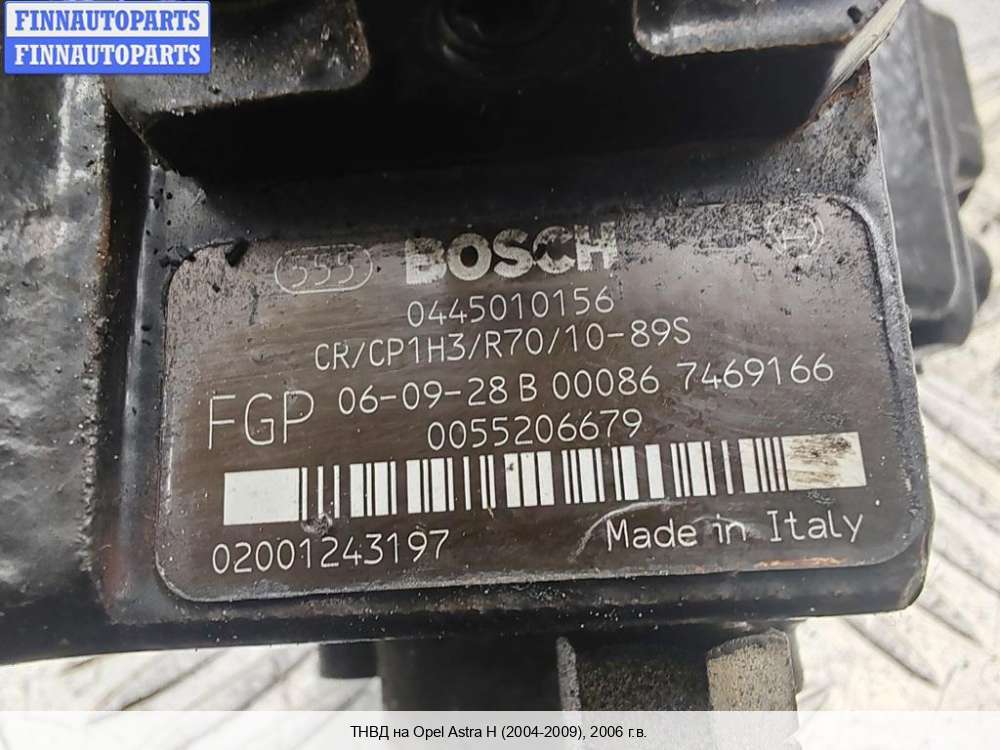 FINNAUTOPARTS
FINNAUTOPARTS
BOSCH
0445010156
CR/CP1H3/R70/10-89S
FGP 06-09-28 B 00086 7469166
0055206679
02001243197 Made in Italy
ТНВД на Opel Astra H (2004-2009), 2006 г.в.